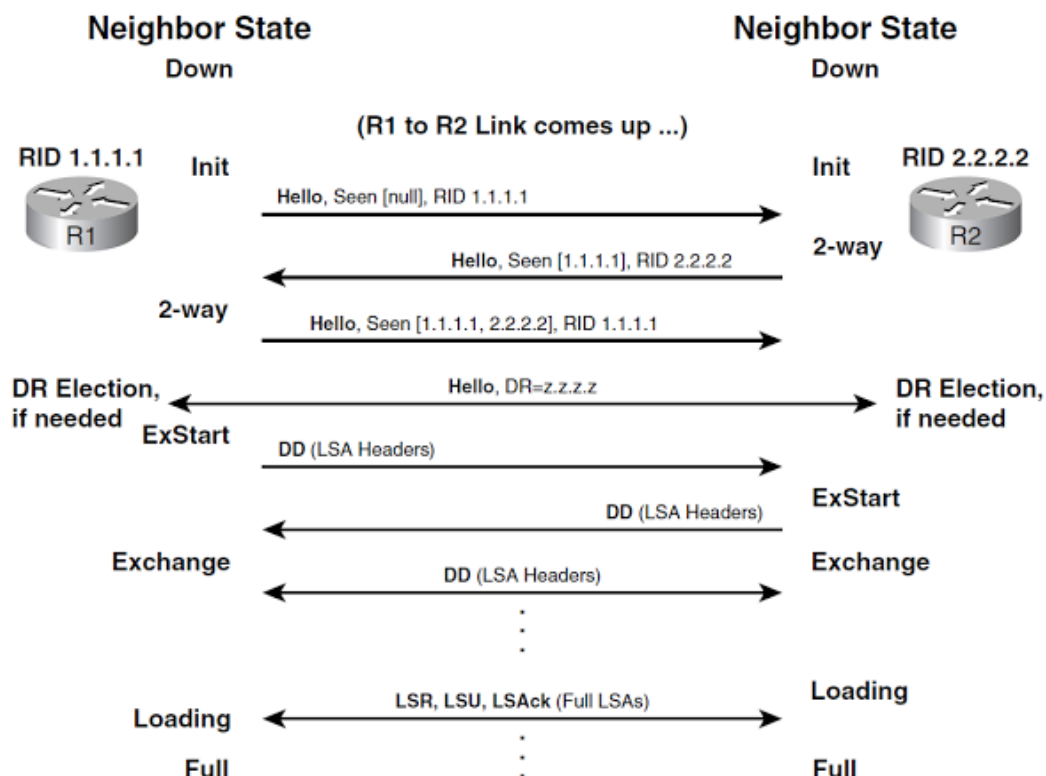 Neighbor State Neighbor State
Down Down
(R1 to R2 Link comes up ...)
RID 1.1.1.1 Init Init RID 2.2.2.2
Hello, Seen [null], RID 1.1.1.1
R1 R2
2-way
Hello, Seen [1.1.1.1], RID 2.2.2.2
2-way
Hello, Seen [1.1.1.1, 2.2.2.2], RID 1.1.1.1
DR Election, if needed
Hello, DR=z.z.z.z
DR Election, if needed
ExStart
DD (LSA Headers)
ExStart
DD (LSA Headers)
Exchange Exchange
DD (LSA Headers)
Loading
LSR, LSU, LSAck (Full LSAs)
Loading
Full Full